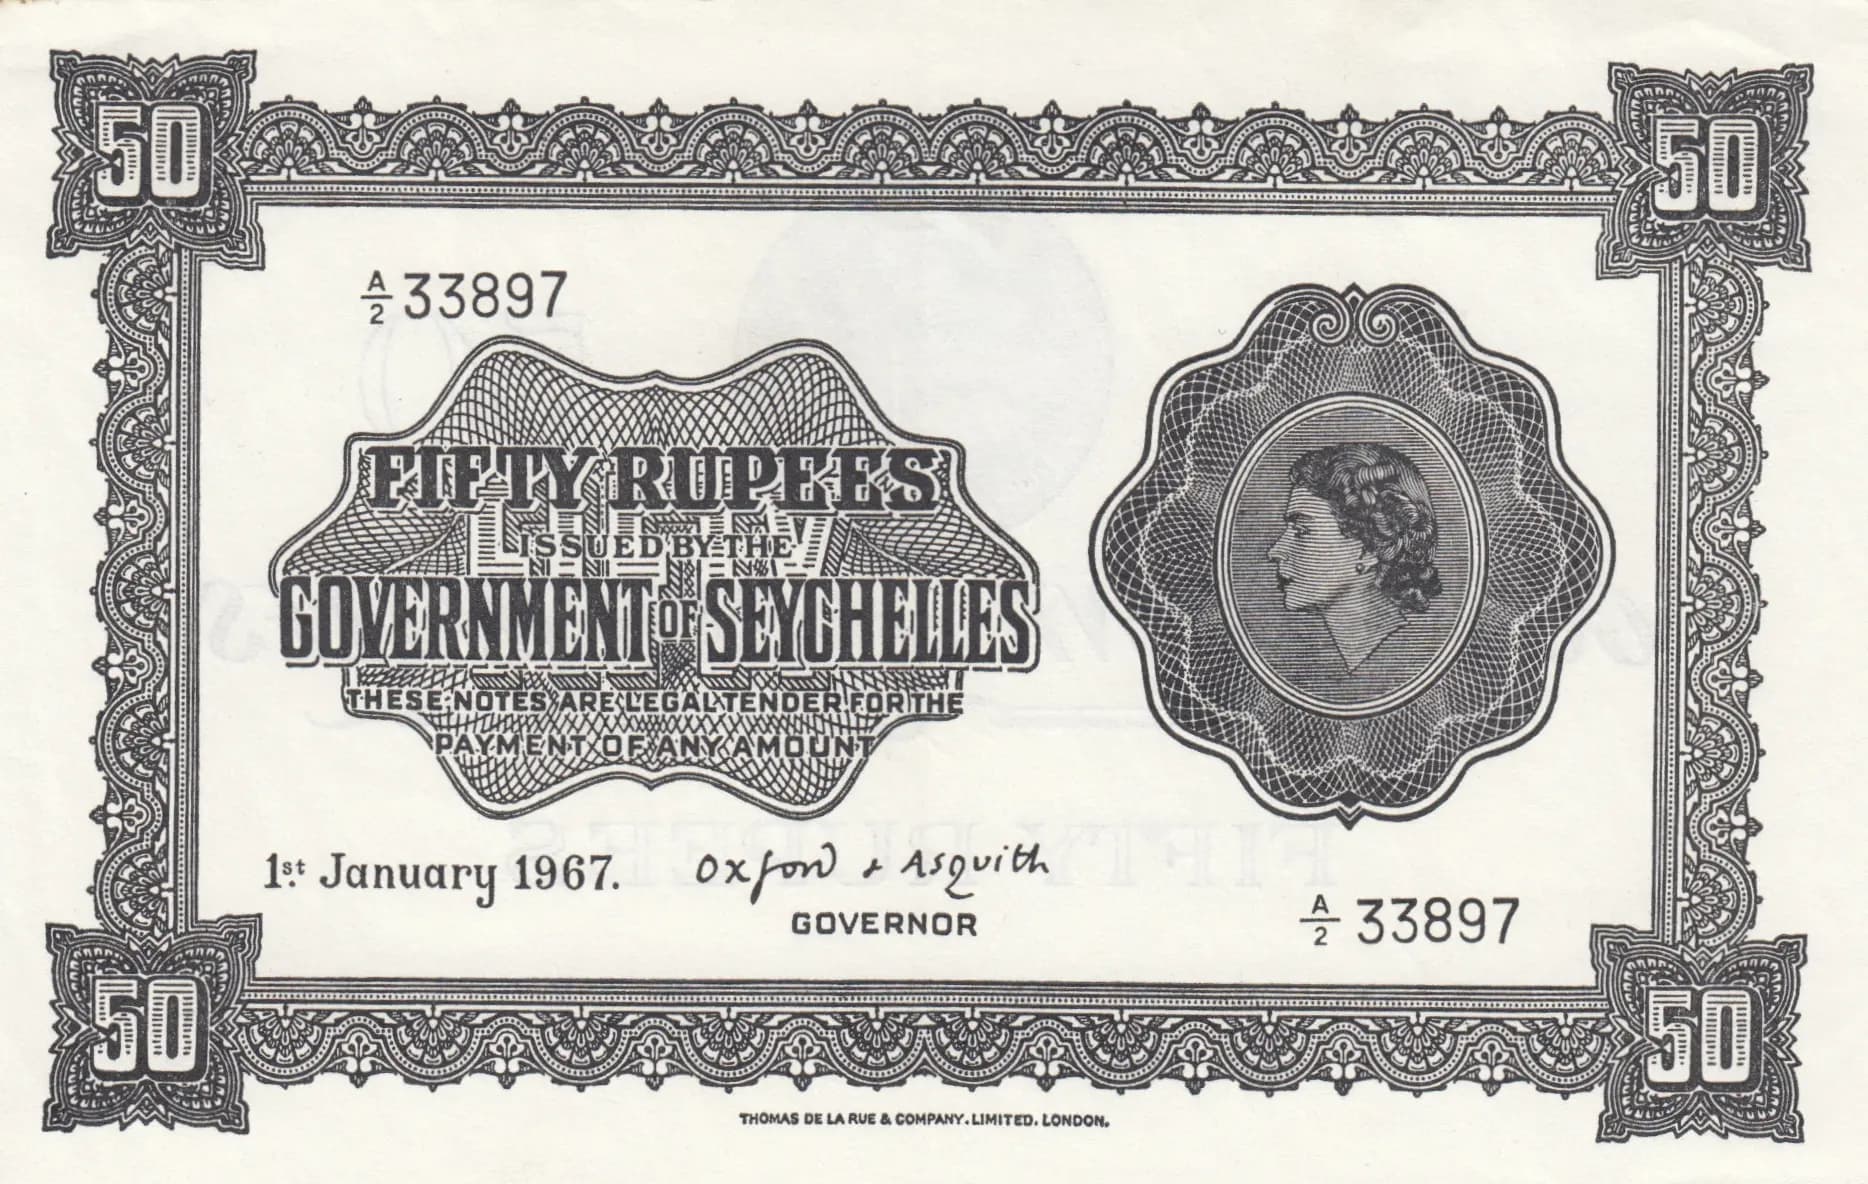 50 50
A/2 33897
FIFTY RUPEES
ISSUED BY THE
GOVERNMENT OF SEYCHELLES
THESE NOTES ARE LEGAL TENDER FOR THE
PAYMENT OF ANY AMOUNT
1st January 1967. Oxford & Asquith
GOVERNOR
A/2 33897
50 50
THOMAS DE LA RUE & COMPANY, LIMITED, LONDON.